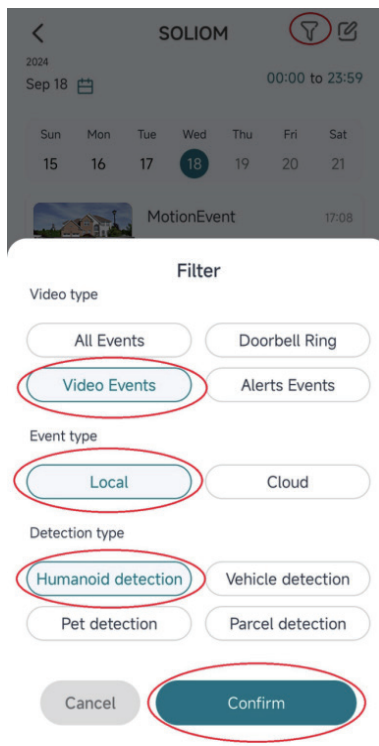 SOLIOM
2024
Sep 18
00:00 to 23:59
Sun Mon Tue Wed Thu Fri Sat
15 16 17 18 19 20 21
MotionEvent 17:08
Filter
Video type
All Events Doorbell Ring
Video Events Alerts Events
Event type
Local Cloud
Detection type
Humanoid detection Vehicle detection
Pet detection Parcel detection
Cancel Confirm